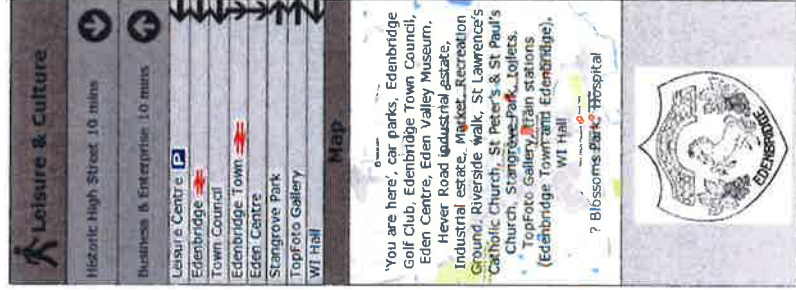 Leisure & Culture
Historic High Street 10 mins
Business & Enterprise 10 mins
Leisure Centre P
Edenbridge
Town Council
Edenbridge Town
Eden Centre
Stangrove Park
TopFoto Gallery
WI Hall
Map
'You are here', car parks, Edenbridge
Golf Club, Edenbridge Town Council,
Eden Centre, Eden Valley Museum,
Hever Road industrial estate,
Industrial estate, Market, Recreation
Ground, Riverside walk, St Lawrence's
Catholic Church, St Peter's & St Paul's
Church, Stangrove Park, toilets,
TopFoto Gallery, train stations
(Edenbridge Town and Edenbridge),
WI Hall
? Blossoms Park, Hospital
EDENBRIDGE